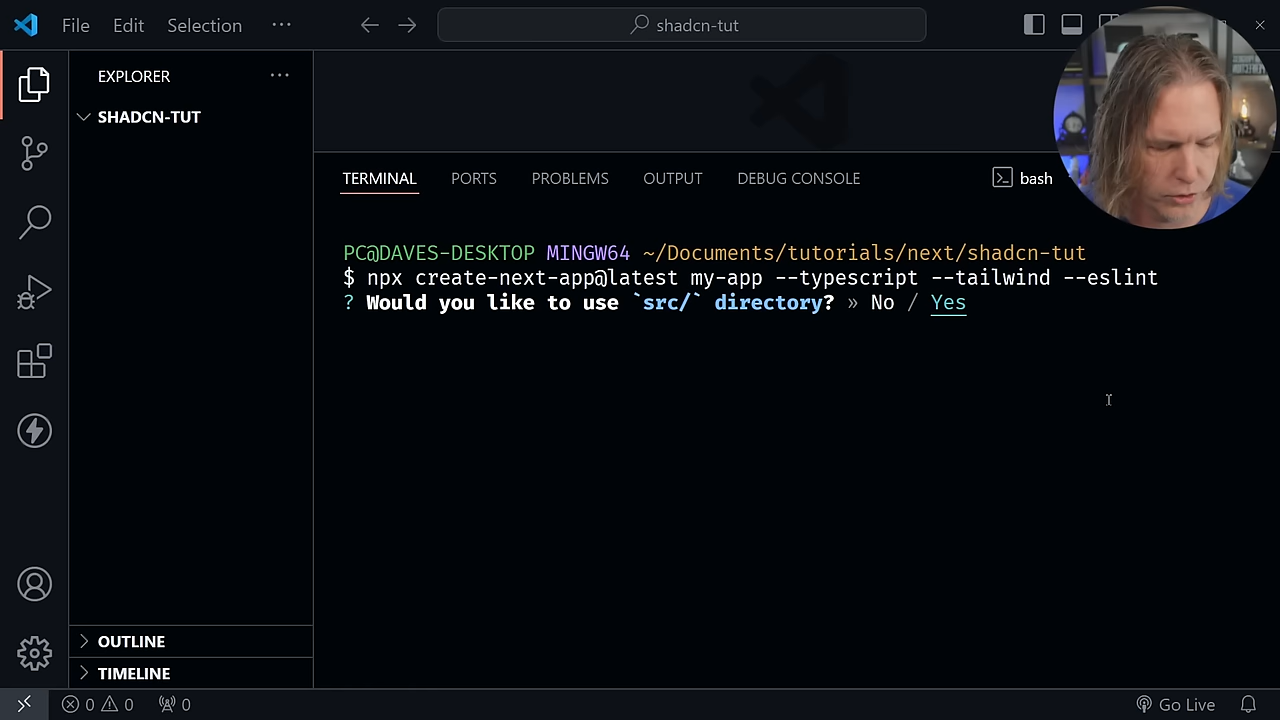 File Edit Selection ···
shadcn-tut
EXPLORER ···
SHADCN-TUT
TERMINAL PORTS PROBLEMS OUTPUT DEBUG CONSOLE bash
PC@DAVES-DESKTOP MINGW64 ~/Documents/tutorials/next/shadcn-tut
$ npx create-next-app@latest my-app --typescript --tailwind --eslint
? Would you like to use `src/` directory? » No / Yes
OUTLINE
TIMELINE
0 0 0 Go Live